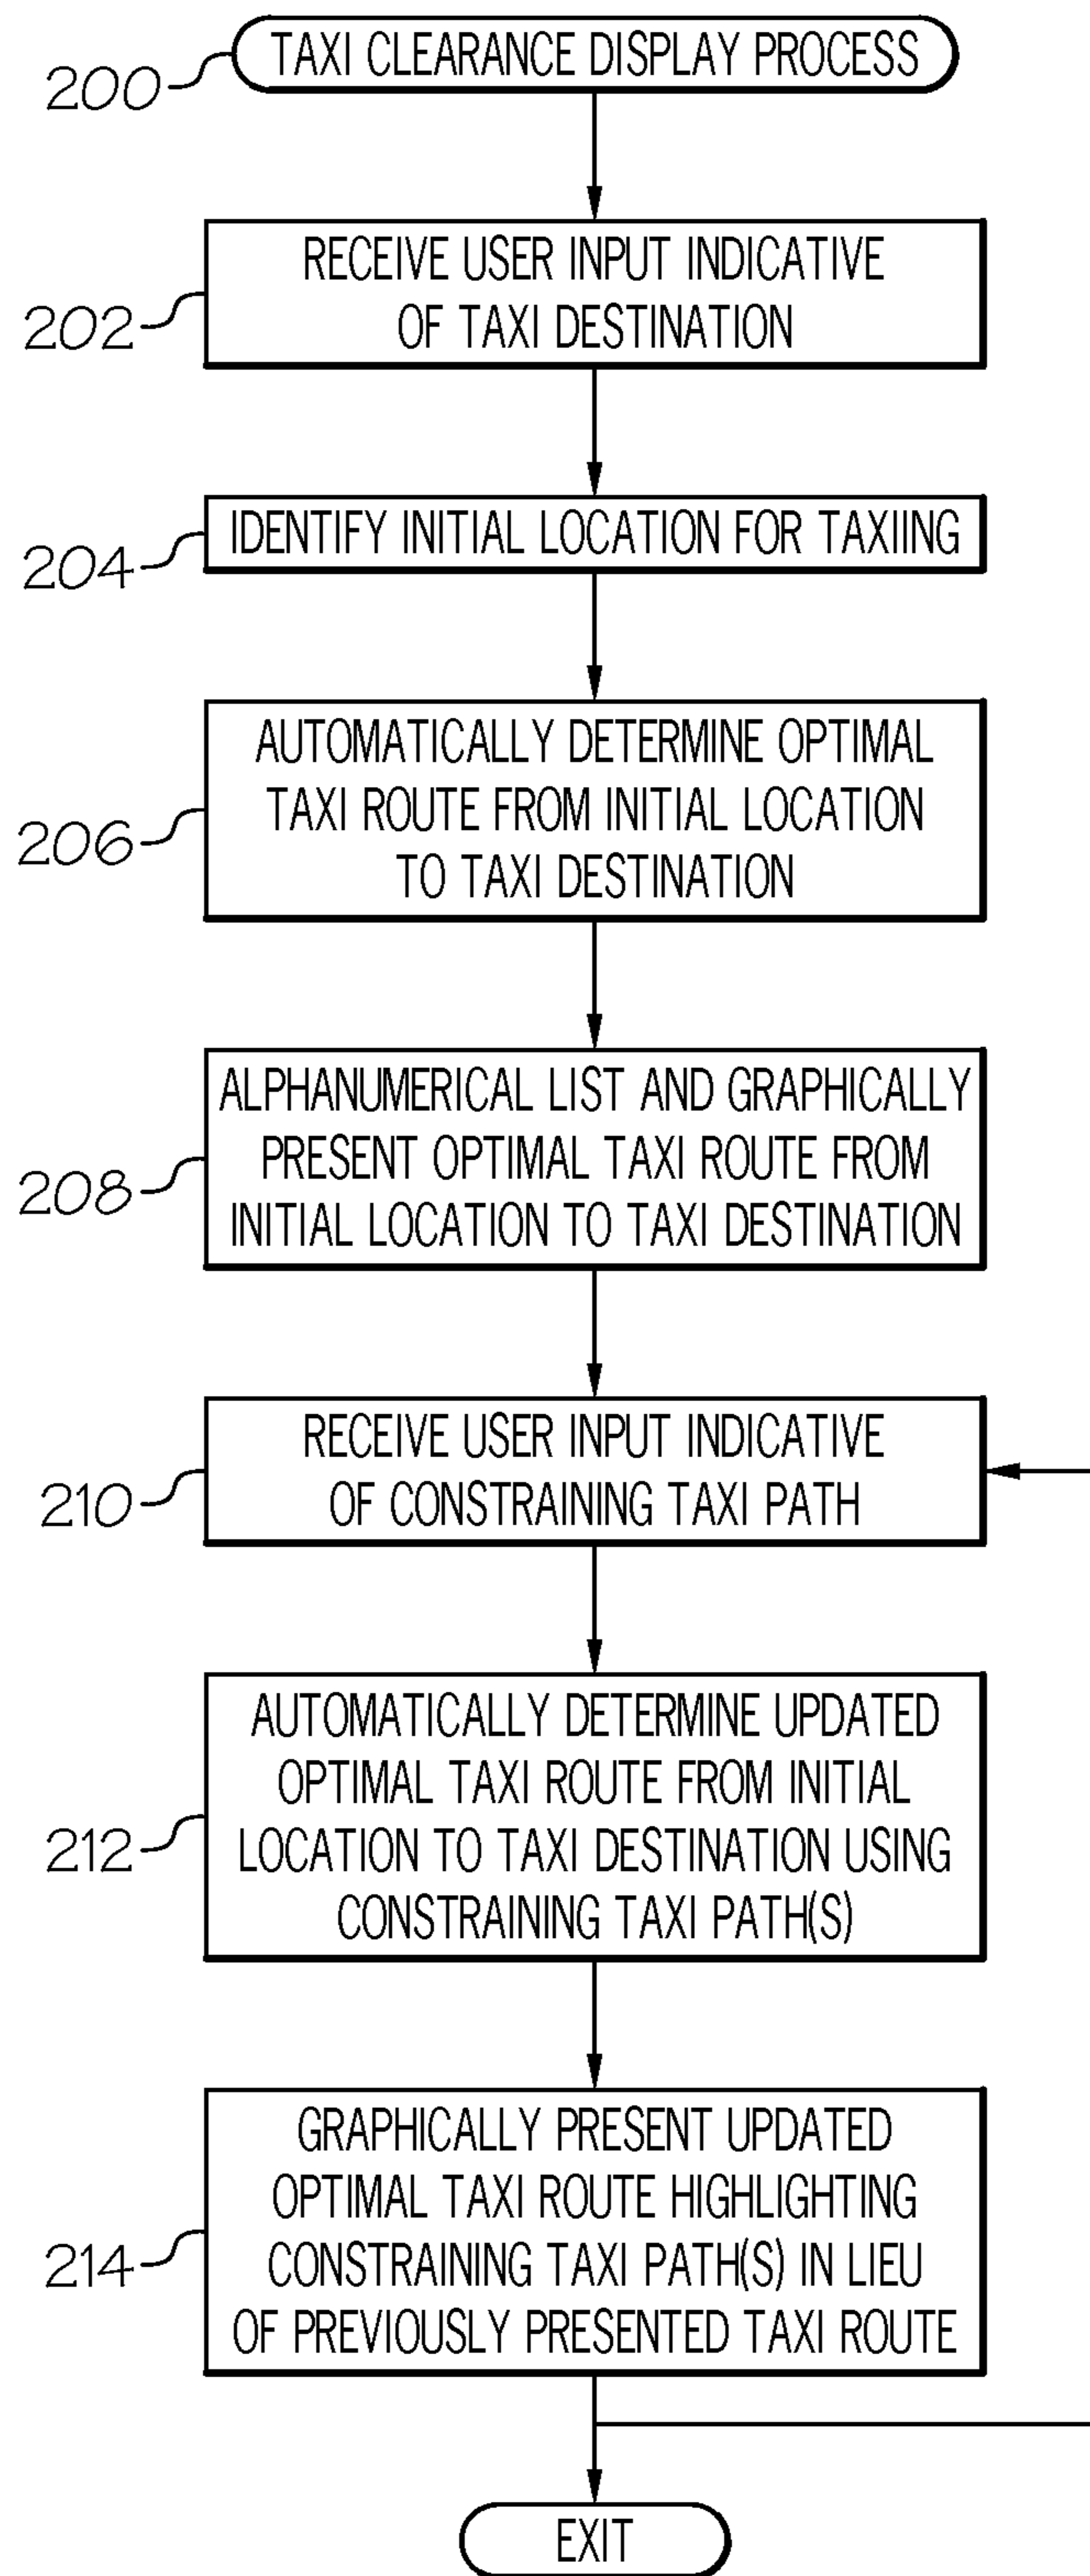 200
TAXI CLEARANCE DISPLAY PROCESS
202
RECEIVE USER INPUT INDICATIVE
OF TAXI DESTINATION
204
IDENTIFY INITIAL LOCATION FOR TAXIING
206
AUTOMATICALLY DETERMINE OPTIMAL
TAXI ROUTE FROM INITIAL LOCATION
TO TAXI DESTINATION
208
ALPHANUMERICAL LIST AND GRAPHICALLY
PRESENT OPTIMAL TAXI ROUTE FROM
INITIAL LOCATION TO TAXI DESTINATION
210
RECEIVE USER INPUT INDICATIVE
OF CONSTRAINING TAXI PATH
212
AUTOMATICALLY DETERMINE UPDATED
OPTIMAL TAXI ROUTE FROM INITIAL
LOCATION TO TAXI DESTINATION USING
CONSTRAINING TAXI PATH(S)
214
GRAPHICALLY PRESENT UPDATED
OPTIMAL TAXI ROUTE HIGHLIGHTING
CONSTRAINING TAXI PATH(S) IN LIEU
OF PREVIOUSLY PRESENTED TAXI ROUTE
EXIT